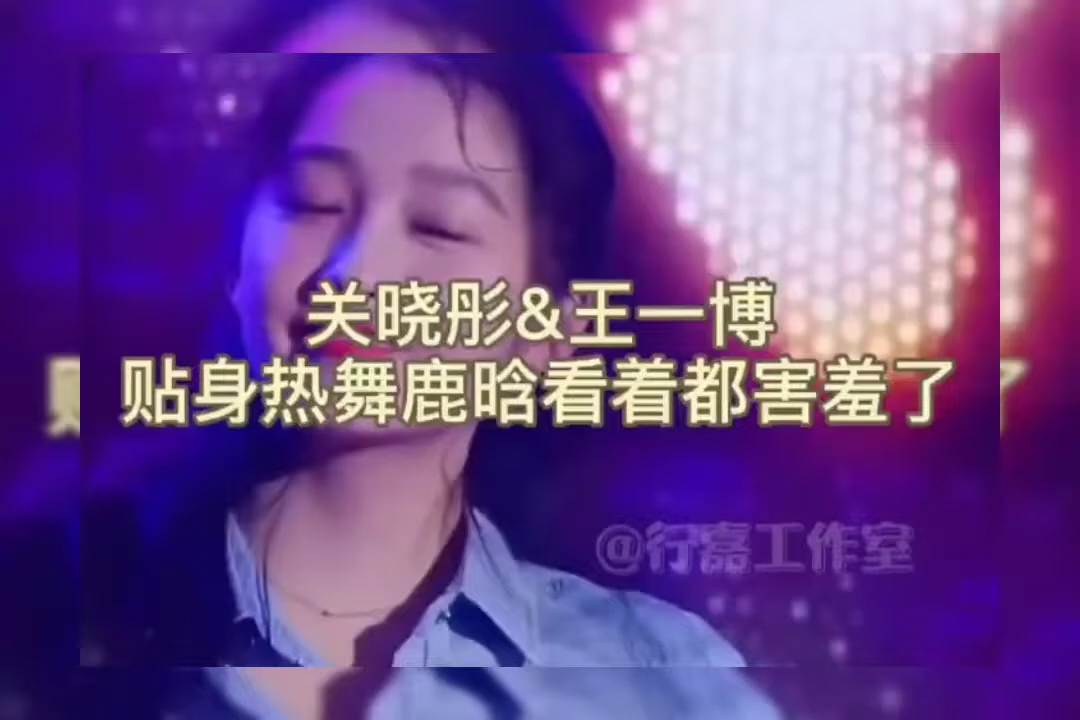 关晓彤&王一博
贴身热舞鹿晗看着都害羞了
@行嘉工作室